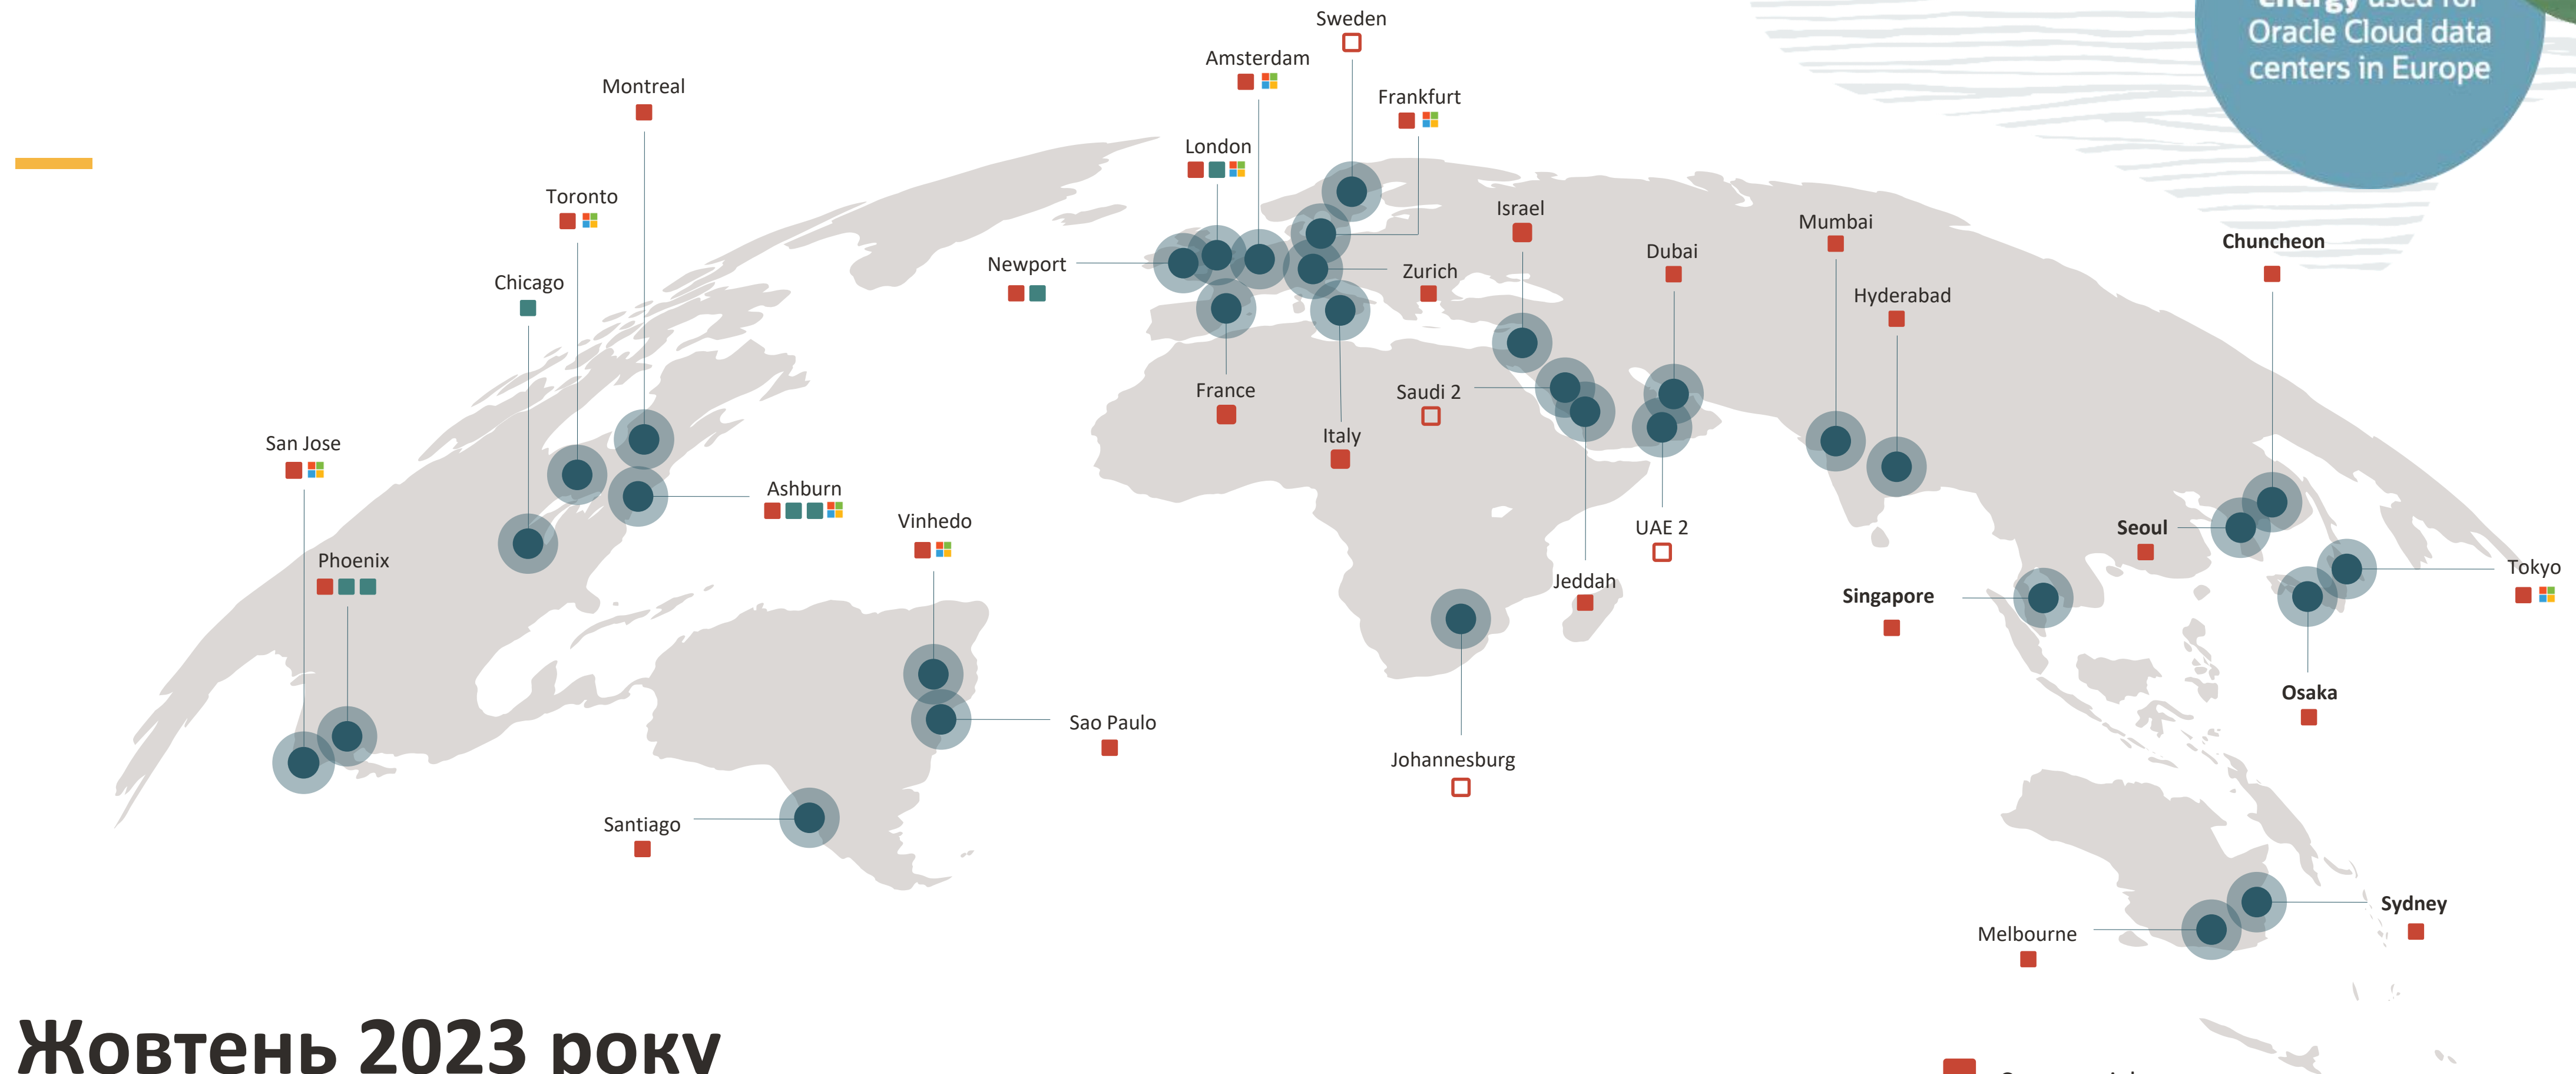 energy used for
Oracle Cloud data
centers in Europe
Sweden
Amsterdam
Montreal
Frankfurt
London
Toronto
Israel
Mumbai
Chuncheon
Dubai
Newport
Zurich
Chicago
Hyderabad
France
Saudi 2
Italy
San Jose
Ashburn
Vinhedo
UAE 2
Seoul
Phoenix
Tokyo
Jeddah
Singapore
Osaka
Sao Paulo
Johannesburg
Santiago
Sydney
Melbourne
Жовтень 2023 року